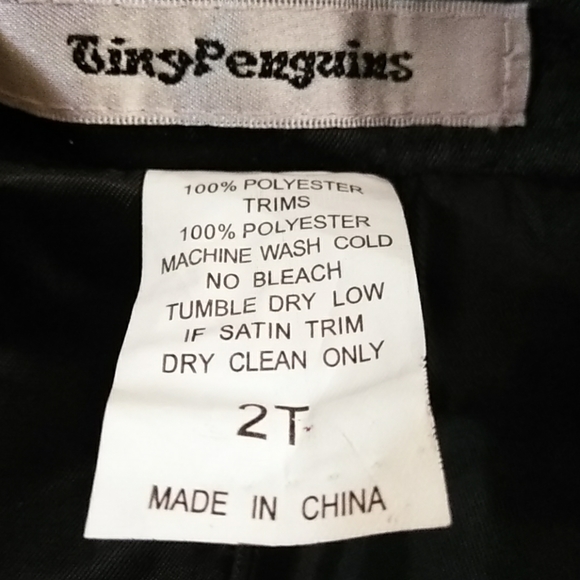 TinyPenguins
100% POLYESTER
TRIMS
100% POLYESTER
MACHINE WASH COLD
NO BLEACH
TUMBLE DRY LOW
IF SATIN TRIM
DRY CLEAN ONLY
2T
MADE IN CHINA